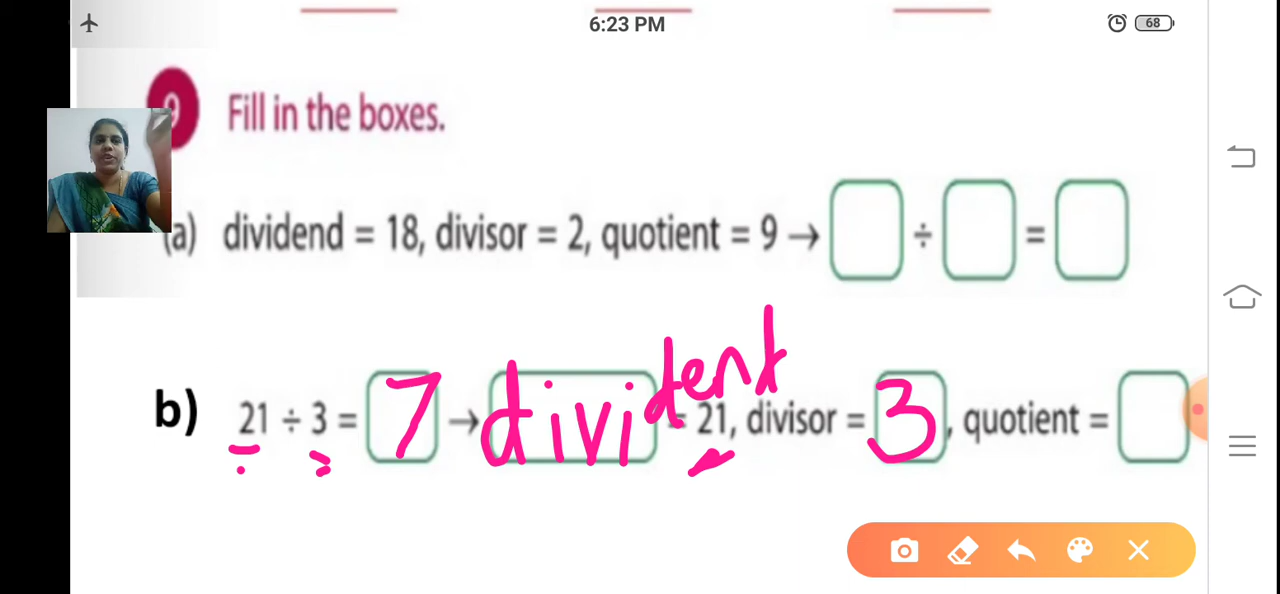 6:23 PM 68
9 Fill in the boxes.
(a) dividend = 18, divisor = 2, quotient = 9 → ÷ =
b) 21 ÷ 3 = 7 → divident = 21, divisor = 3, quotient =